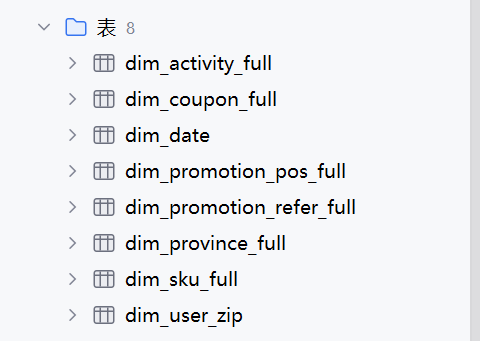 表 8
dim_activity_full
dim_coupon_full
dim_date
dim_promotion_pos_full
dim_promotion_refer_full
dim_province_full
dim_sku_full
dim_user_zip